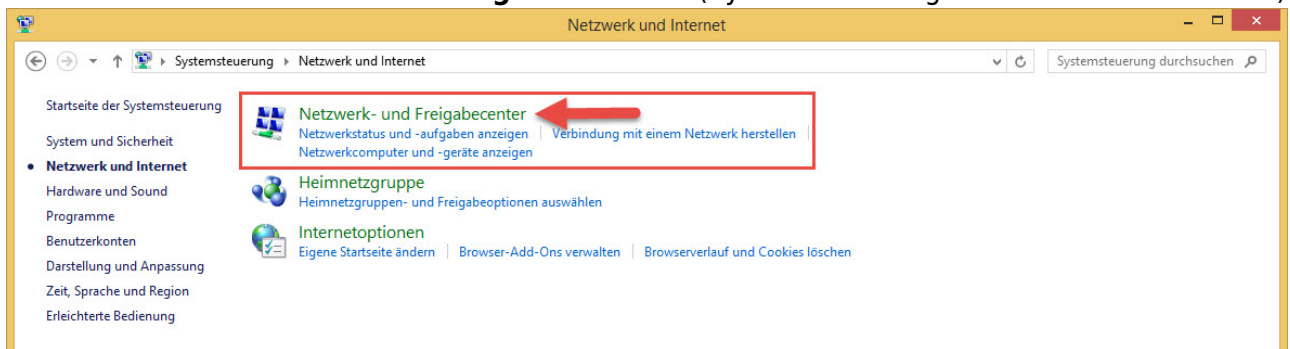 Netzwerk und Internet
Systemsteuerung Netzwerk und Internet Systemsteuerung durchsuchen
Startseite der Systemsteuerung
System und Sicherheit
Netzwerk und Internet
Hardware und Sound
Programme
Benutzerkonten
Darstellung und Anpassung
Zeit, Sprache und Region
Erleichterte Bedienung
Netzwerk- und Freigabecenter
Netzwerkstatus und -aufgaben anzeigen Verbindung mit einem Netzwerk herstellen
Netzwerkcomputer und -geräte anzeigen
Heimnetzgruppe
Heimnetzgruppen- und Freigabeoptionen auswählen
Internetoptionen
Eigene Startseite ändern Browser-Add-Ons verwalten Browserverlauf und Cookies löschen